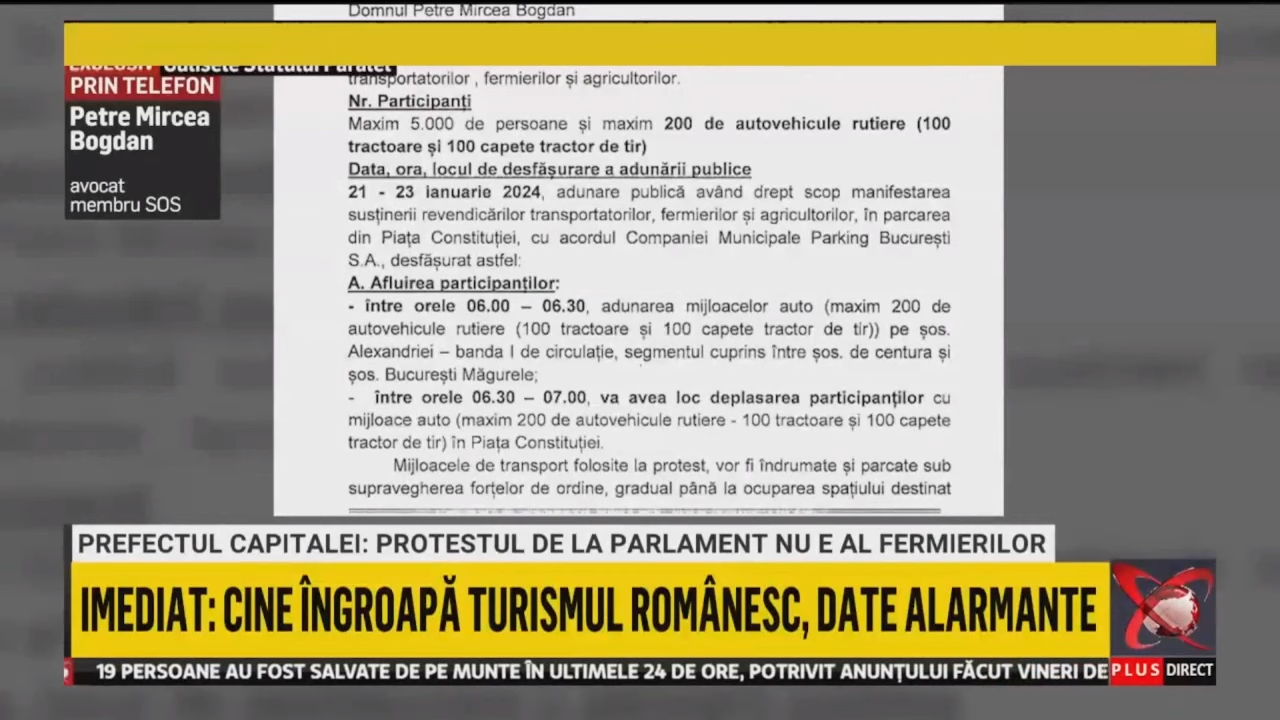 Domnul Petre Mircea Bogdan
EXCLUSIV Culisele Statului Paralel
PRIN TELEFON
Petre Mircea
Bogdan
avocat
membru SOS
transportatorilor , fermierilor și agricultorilor.
Nr. Participanți
Maxim 5.000 de persoane și maxim 200 de autovehicule rutiere (100
tractoare și 100 capete tractor de tir)
Data, ora, locul de desfășurare a adunării publice
21 - 23 ianuarie 2024, adunare publică având drept scop manifestarea
susținerii revendicărilor transportatorilor, fermierilor și agricultorilor, în parcarea
din Piața Constituției, cu acordul Companiei Municipale Parking București
S.A., desfășurat astfel:
A. Afluirea participanților:
- între orele 06.00 – 06.30, adunarea mijloacelor auto (maxim 200 de
autovehicule rutiere (100 tractoare și 100 capete tractor de tir)) pe șos.
Alexandriei – banda I de circulație, segmentul cuprins între șos. de centura și
șos. București Măgurele;
- între orele 06.30 – 07.00, va avea loc deplasarea participanților cu
mijloace auto (maxim 200 de autovehicule rutiere - 100 tractoare și 100 capete
tractor de tir) în Piața Constituției.
Mijloacele de transport folosite la protest, vor fi îndrumate și parcate sub
supravegherea forțelor de ordine, gradual până la ocuparea spațiului destinat
PREFECTUL CAPITALEI: PROTESTUL DE LA PARLAMENT NU E AL FERMIERILOR
IMEDIAT: CINE ÎNGROAPĂ TURISMUL ROMÂNESC, DATE ALARMANTE
19 PERSOANE AU FOST SALVATE DE PE MUNTE ÎN ULTIMELE 24 DE ORE, POTRIVIT ANUNȚULUI FĂCUT VINERI DE
PLUS DIRECT